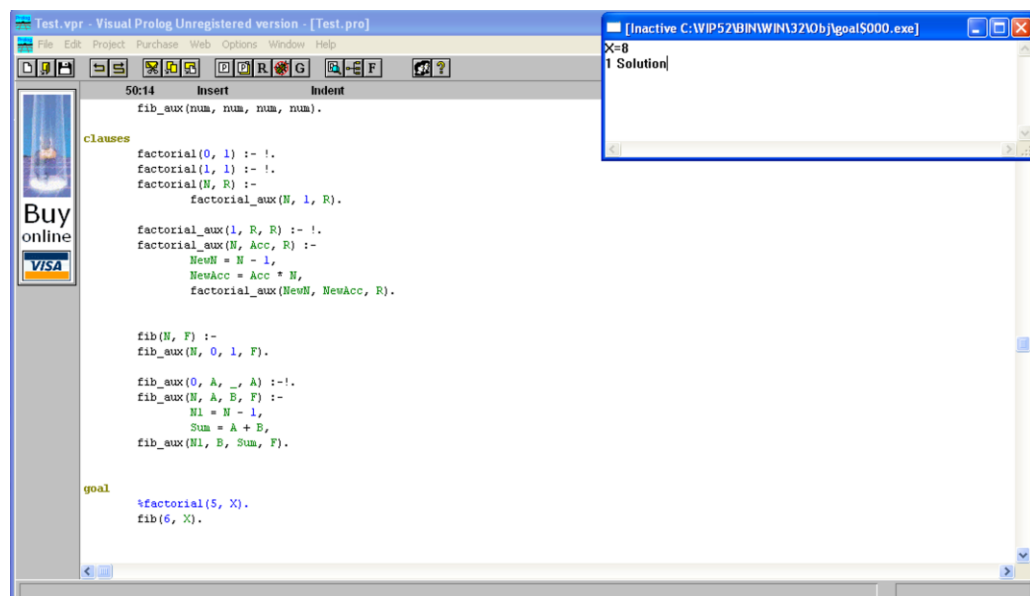 Test.vpr - Visual Prolog Unregistered version - [Test.pro]
File Edit Project Purchase Web Options Window Help
R G F ?
50:14 Insert Indent
fib_aux(num, num, num, num).
clauses
factorial(0, 1) :- !.
factorial(1, 1) :- !.
factorial(N, R) :-
factorial_aux(N, 1, R).
factorial_aux(1, R, R) :- !.
factorial_aux(N, Acc, R) :-
NewN = N - 1,
NewAcc = Acc * N,
factorial_aux(NewN, NewAcc, R).
fib(N, F) :-
fib_aux(N, 0, 1, F).
fib_aux(0, A, _, A) :-!.
fib_aux(N, A, B, F) :-
N1 = N - 1,
Sum = A + B,
fib_aux(N1, B, Sum, F).
goal
%factorial(5, X).
fib(6, X).
Buy
online
VISA
[Inactive C:\VIP52\BIN\WIN\32\Obj\goal$000.exe]
X=8
1 Solution